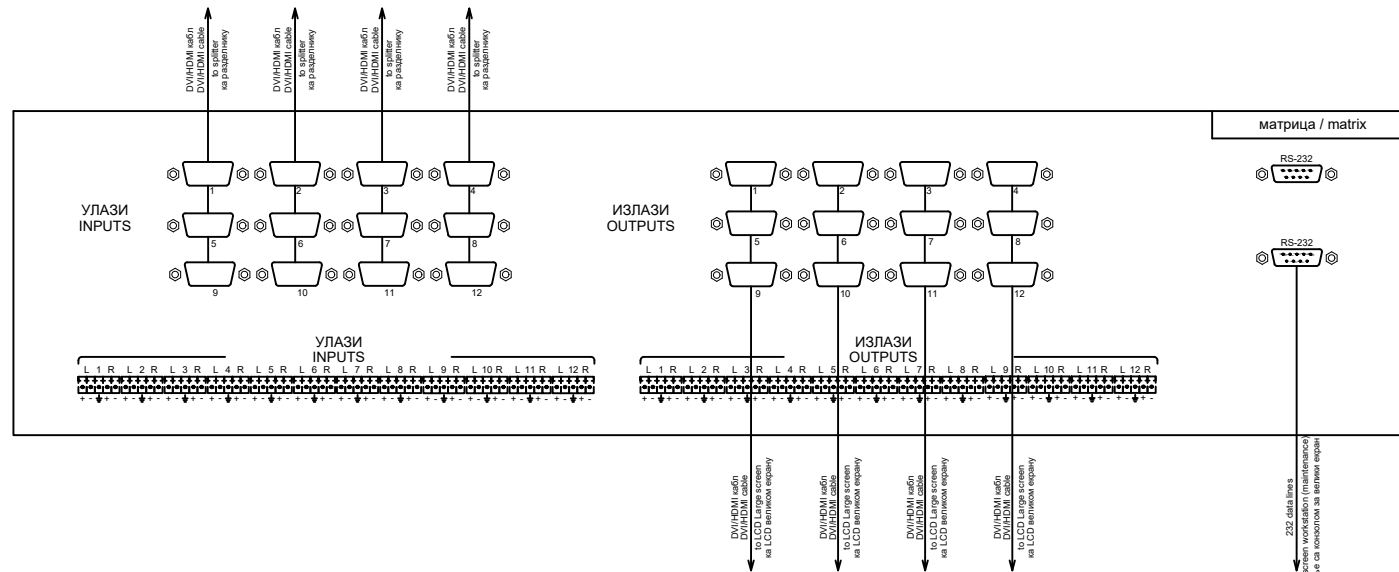 DVI/HDMI кабл
DVI/HDMI cable
to splitter
ка разделнику
DVI/HDMI кабл
DVI/HDMI cable
to splitter
ка разделнику
DVI/HDMI кабл
DVI/HDMI cable
to splitter
ка разделнику
DVI/HDMI кабл
DVI/HDMI cable
to splitter
ка разделнику
матрица / matrix
УЛАЗИ
INPUTS
1 2 3 4
5 6 7 8
9 10 11 12
ИЗЛАЗИ
OUTPUTS
1 2 3 4
5 6 7 8
9 10 11 12
RS-232
RS-232
УЛАЗИ
INPUTS
L 1 R L 2 R L 3 R L 4 R L 5 R L 6 R L 7 R L 8 R L 9 R L 10 R L 11 R L 12 R
+ - + - + - + - + - + - + - + - + - + - + - + - + - + - + - + - + - + - + - + - + - + - + - + -
ИЗЛАЗИ
OUTPUTS
L 1 R L 2 R L 3 R L 4 R L 5 R L 6 R L 7 R L 8 R L 9 R L 10 R L 11 R L 12 R
+ - + - + - + - + - + - + - + - + - + - + - + - + - + - + - + - + - + - + - + - + - + - + - + -
DVI/HDMI кабл
DVI/HDMI cable
to LCD Large screen
ка LCD великом екрану
DVI/HDMI кабл
DVI/HDMI cable
to LCD Large screen
ка LCD великом екрану
DVI/HDMI кабл
DVI/HDMI cable
to LCD Large screen
ка LCD великом екрану
DVI/HDMI кабл
DVI/HDMI cable
to LCD Large screen
ка LCD великом екрану
232 data lines
screen workstation (maintenance)
са конзолом за велики екран